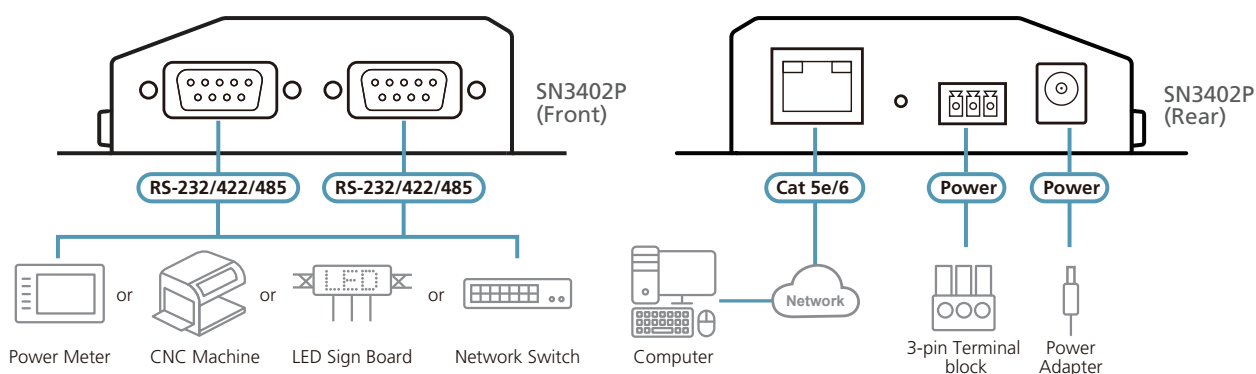 SN3402P
(Front)
SN3402P
(Rear)
RS-232/422/485
RS-232/422/485
Cat 5e/6
Power
Power
LED
or
or
or
Network
Power Meter
CNC Machine
LED Sign Board
Network Switch
Computer
3-pin Terminal
block
Power
Adapter